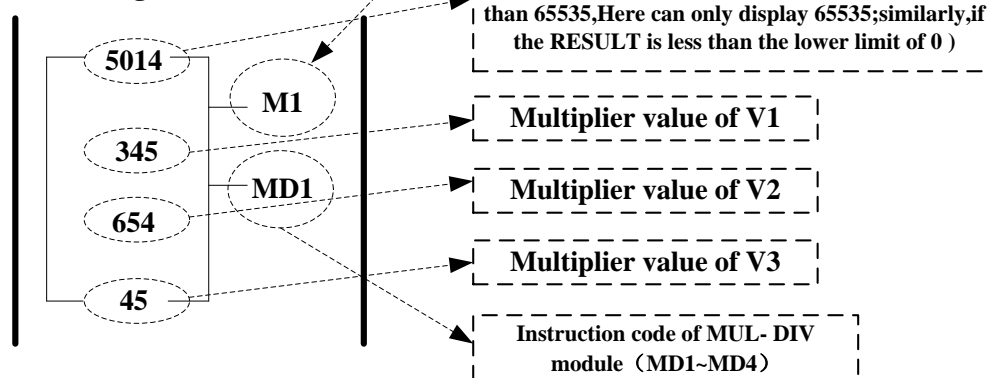 than 65535,Here can only display 65535;similarly,if
the RESULT is less than the lower limit of 0 )
5014
M1
345
Multiplier value of V1
MD1
654
Multiplier value of V2
45
Multiplier value of V3
Instruction code of MUL- DIV
module（MD1~MD4）